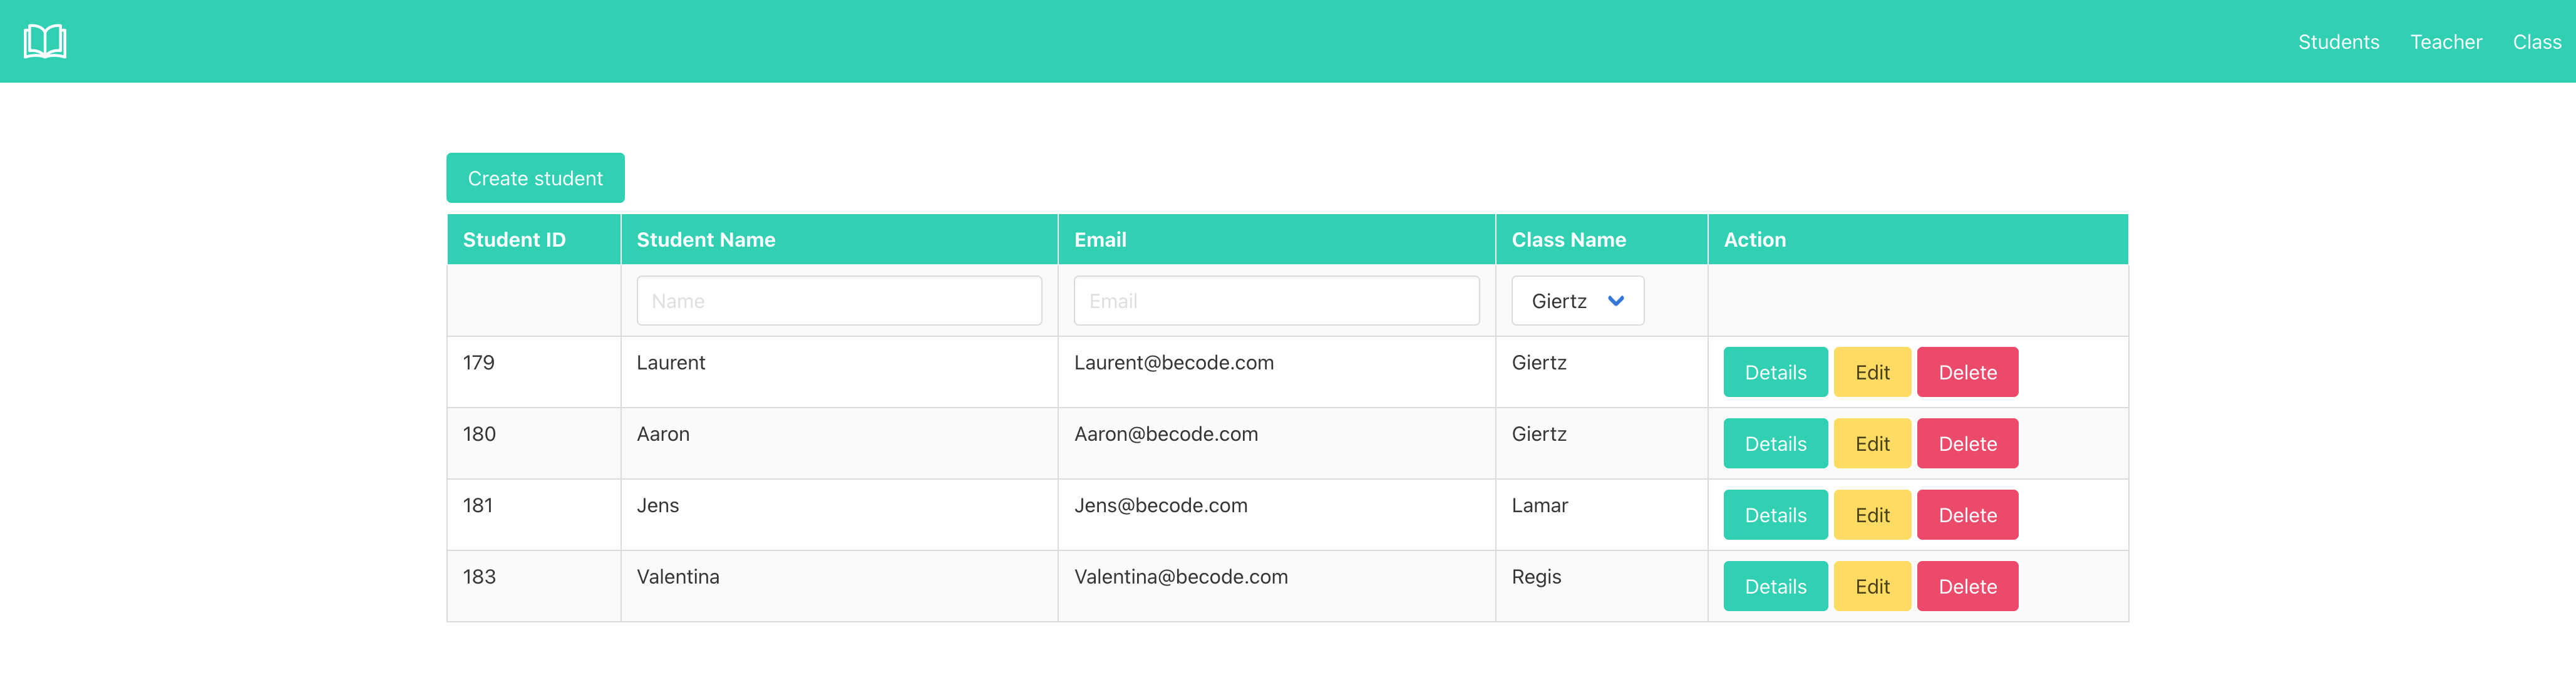 Students Teacher Class
Create student
Student ID Student Name Email Class Name Action
Name Email Giertz
179 Laurent Laurent@becode.com Giertz Details Edit Delete
180 Aaron Aaron@becode.com Giertz Details Edit Delete
181 Jens Jens@becode.com Lamar Details Edit Delete
183 Valentina Valentina@becode.com Regis Details Edit Delete